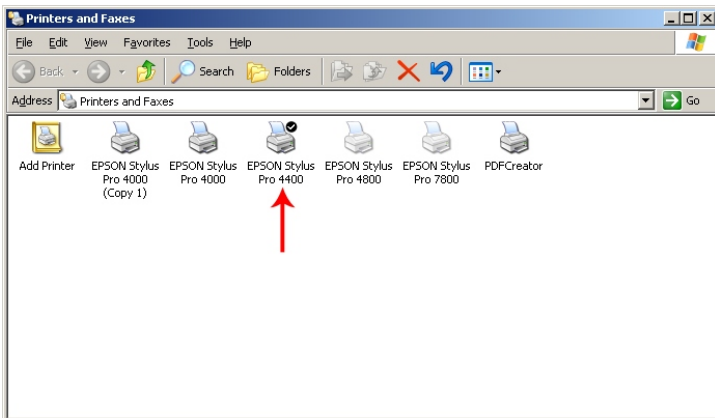 Printers and Faxes
File Edit View Favorites Tools Help
Back Search Folders
Address Printers and Faxes Go
Add Printer EPSON Stylus EPSON Stylus EPSON Stylus EPSON Stylus EPSON Stylus PDFCreator
Pro 4000 Pro 4000 Pro 4400 Pro 4800 Pro 7800
(Copy 1)